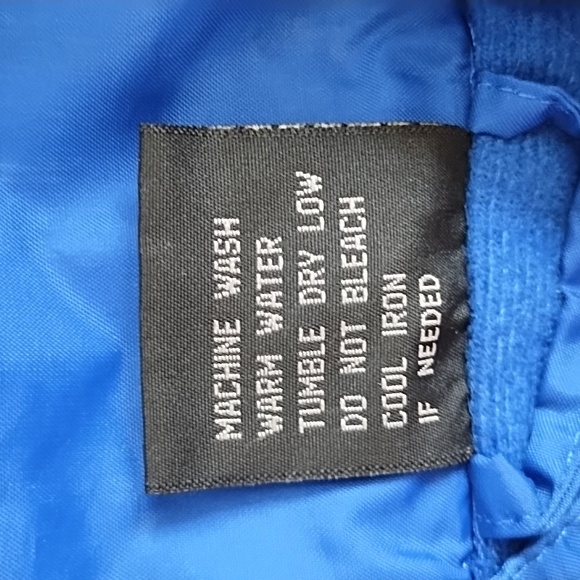 MACHINE WASH
WARM WATER
TUMBLE DRY LOW
DO NOT BLEACH
COOL IRON
IF NEEDED